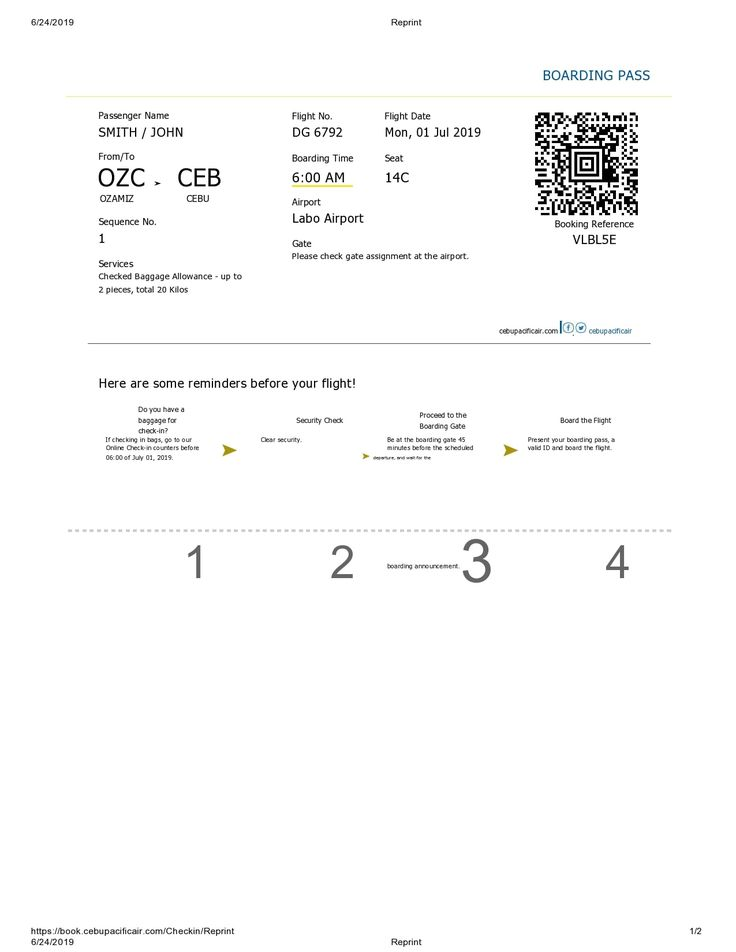 6/24/2019 Reprint
BOARDING PASS
Passenger Name
SMITH / JOHN
From/To
OZC CEB
OZAMIZ CEBU
Sequence No.
1
Services
Checked Baggage Allowance - up to
2 pieces, total 20 Kilos
Flight No. Flight Date
DG 6792 Mon, 01 Jul 2019
Boarding Time Seat
6:00 AM 14C
Airport
Labo Airport
Gate
Please check gate assignment at the airport.
Booking Reference
VLBL5E
cebupacificair.com cebupacificair
Here are some reminders before your flight!
Do you have a
baggage for
check-in?
If checking in bags, go to our
Online Check-in counters before
06:00 of July 01, 2019.
Security Check
Clear security.
Proceed to the
Boarding Gate
Be at the boarding gate 45
minutes before the scheduled
departure, and wait for the
Board the Flight
Present your boarding pass, a
valid ID and board the flight.
1 2 boarding announcement. 3 4
https://book.cebupacificair.com/Checkin/Reprint 1/2
6/24/2019 Reprint